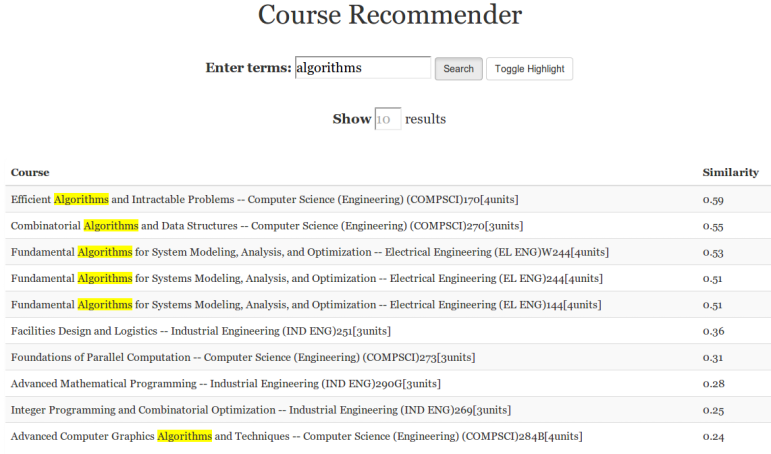 Course Recommender
Enter terms: algorithms Search Toggle Highlight
Show 10 results
Course Similarity
Efficient Algorithms and Intractable Problems -- Computer Science (Engineering) (COMPSCI)170[4units] 0.59
Combinatorial Algorithms and Data Structures -- Computer Science (Engineering) (COMPSCI)270[3units] 0.55
Fundamental Algorithms for System Modeling, Analysis, and Optimization -- Electrical Engineering (EL ENG)W244[4units] 0.53
Fundamental Algorithms for Systems Modeling, Analysis, and Optimization -- Electrical Engineering (EL ENG)244[4units] 0.51
Fundamental Algorithms for Systems Modeling, Analysis, and Optimization -- Electrical Engineering (EL ENG)144[4units] 0.51
Facilities Design and Logistics -- Industrial Engineering (IND ENG)251[3units] 0.36
Foundations of Parallel Computation -- Computer Science (Engineering) (COMPSCI)273[3units] 0.31
Advanced Mathematical Programming -- Industrial Engineering (IND ENG)290G[3units] 0.28
Integer Programming and Combinatorial Optimization -- Industrial Engineering (IND ENG)269[3units] 0.25
Advanced Computer Graphics Algorithms and Techniques -- Computer Science (Engineering) (COMPSCI)284B[4units] 0.24